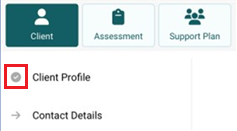 Client
Assessment
Support Plan
Client Profile
Contact Details